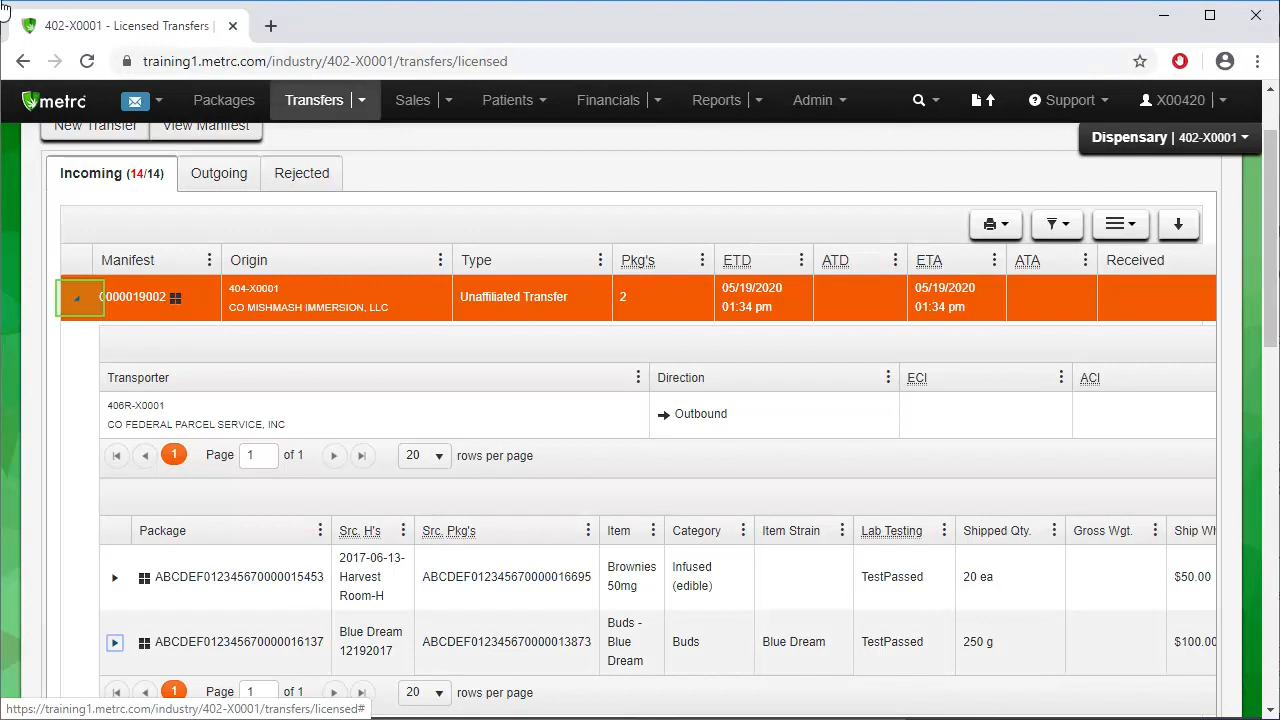 402-X0001 - Licensed Transfers |
training1.metrc.com/industry/402-X0001/transfers/licensed
metrc Packages Transfers Sales Patients Financials Reports Admin Support X00420
New Transfer View Manifest
Dispensary | 402-X0001
Incoming (14/14) Outgoing Rejected
Manifest Origin Type Pkg's ETD ATD ETA ATA Received
0000019002 404-X0001 CO MISHMASH IMMERSION, LLC Unaffiliated Transfer 2 05/19/2020 01:34 pm 05/19/2020 01:34 pm
Transporter Direction ECI ACI
406R-X0001
CO FEDERAL PARCEL SERVICE, INC
Outbound
1 Page 1 of 1 20 rows per page
Package Src. H's Src. Pkg's Item Category Item Strain Lab Testing Shipped Qty. Gross Wgt. Ship Wh
ABCDEF012345670000015453 2017-06-13-Harvest Room-H ABCDEF012345670000016695 Brownies 50mg Infused (edible) TestPassed 20 ea $50.00
ABCDEF012345670000016137 Blue Dream 12192017 ABCDEF012345670000013873 Buds - Blue Dream Buds Blue Dream TestPassed 250 g $100.00
1 Page 1 of 1 20 rows per page
https://training1.metrc.com/industry/402-X0001/transfers/licensed#